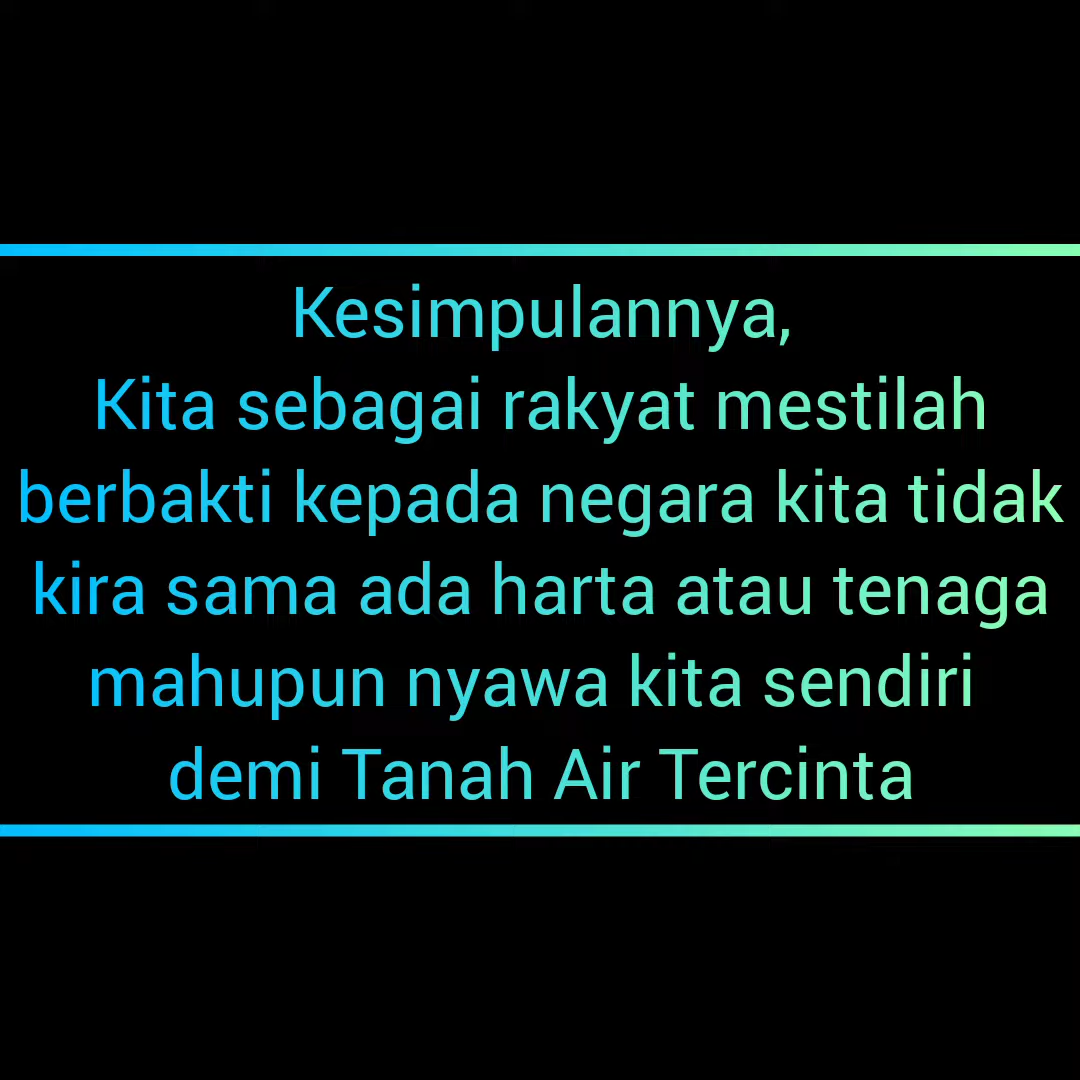 Kesimpulannya,
Kita sebagai rakyat mestilah
berbakti kepada negara kita tidak
kira sama ada harta atau tenaga
mahupun nyawa kita sendiri
demi Tanah Air Tercinta